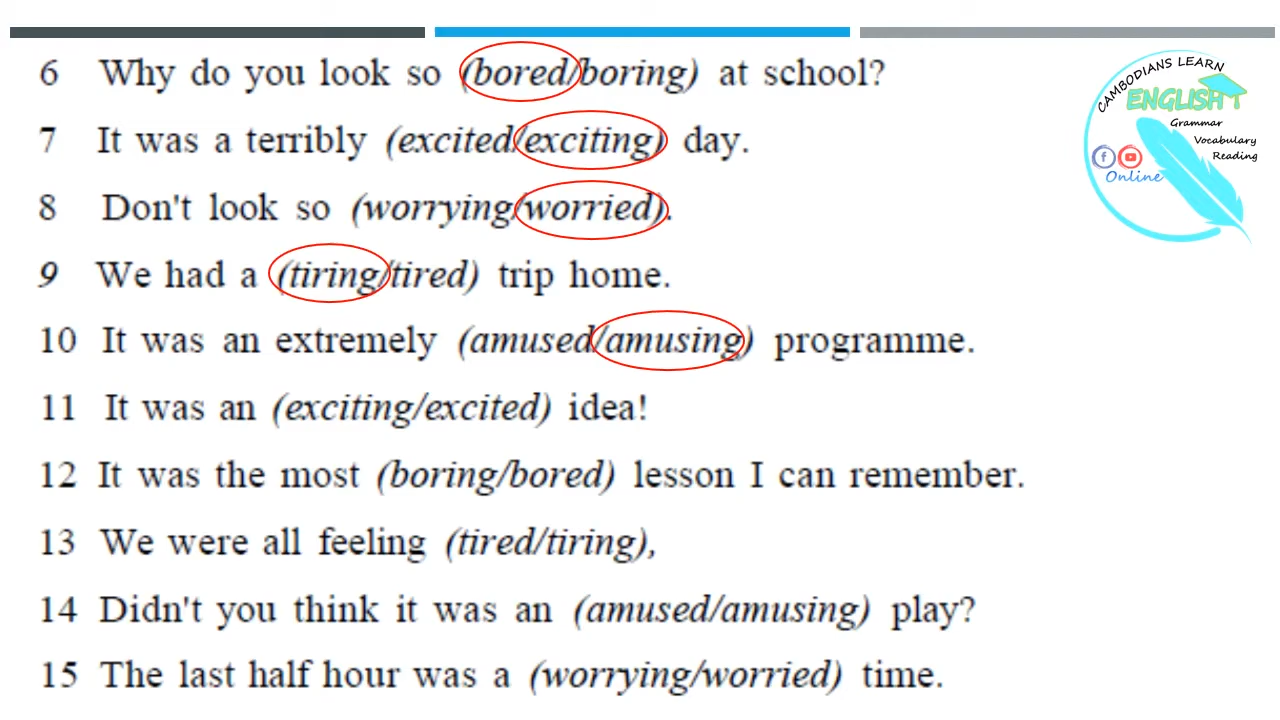 6 Why do you look so (bored/boring) at school?
7 It was a terribly (excited/exciting) day.
8 Don't look so (worrying/worried).
9 We had a (tiring/tired) trip home.
10 It was an extremely (amused/amusing) programme.
11 It was an (exciting/excited) idea!
12 It was the most (boring/bored) lesson I can remember.
13 We were all feeling (tired/tiring),
14 Didn't you think it was an (amused/amusing) play?
15 The last half hour was a (worrying/worried) time.
CAMBODIANS LEARN
ENGLISH
Grammar
Vocabulary
Reading
f
Online